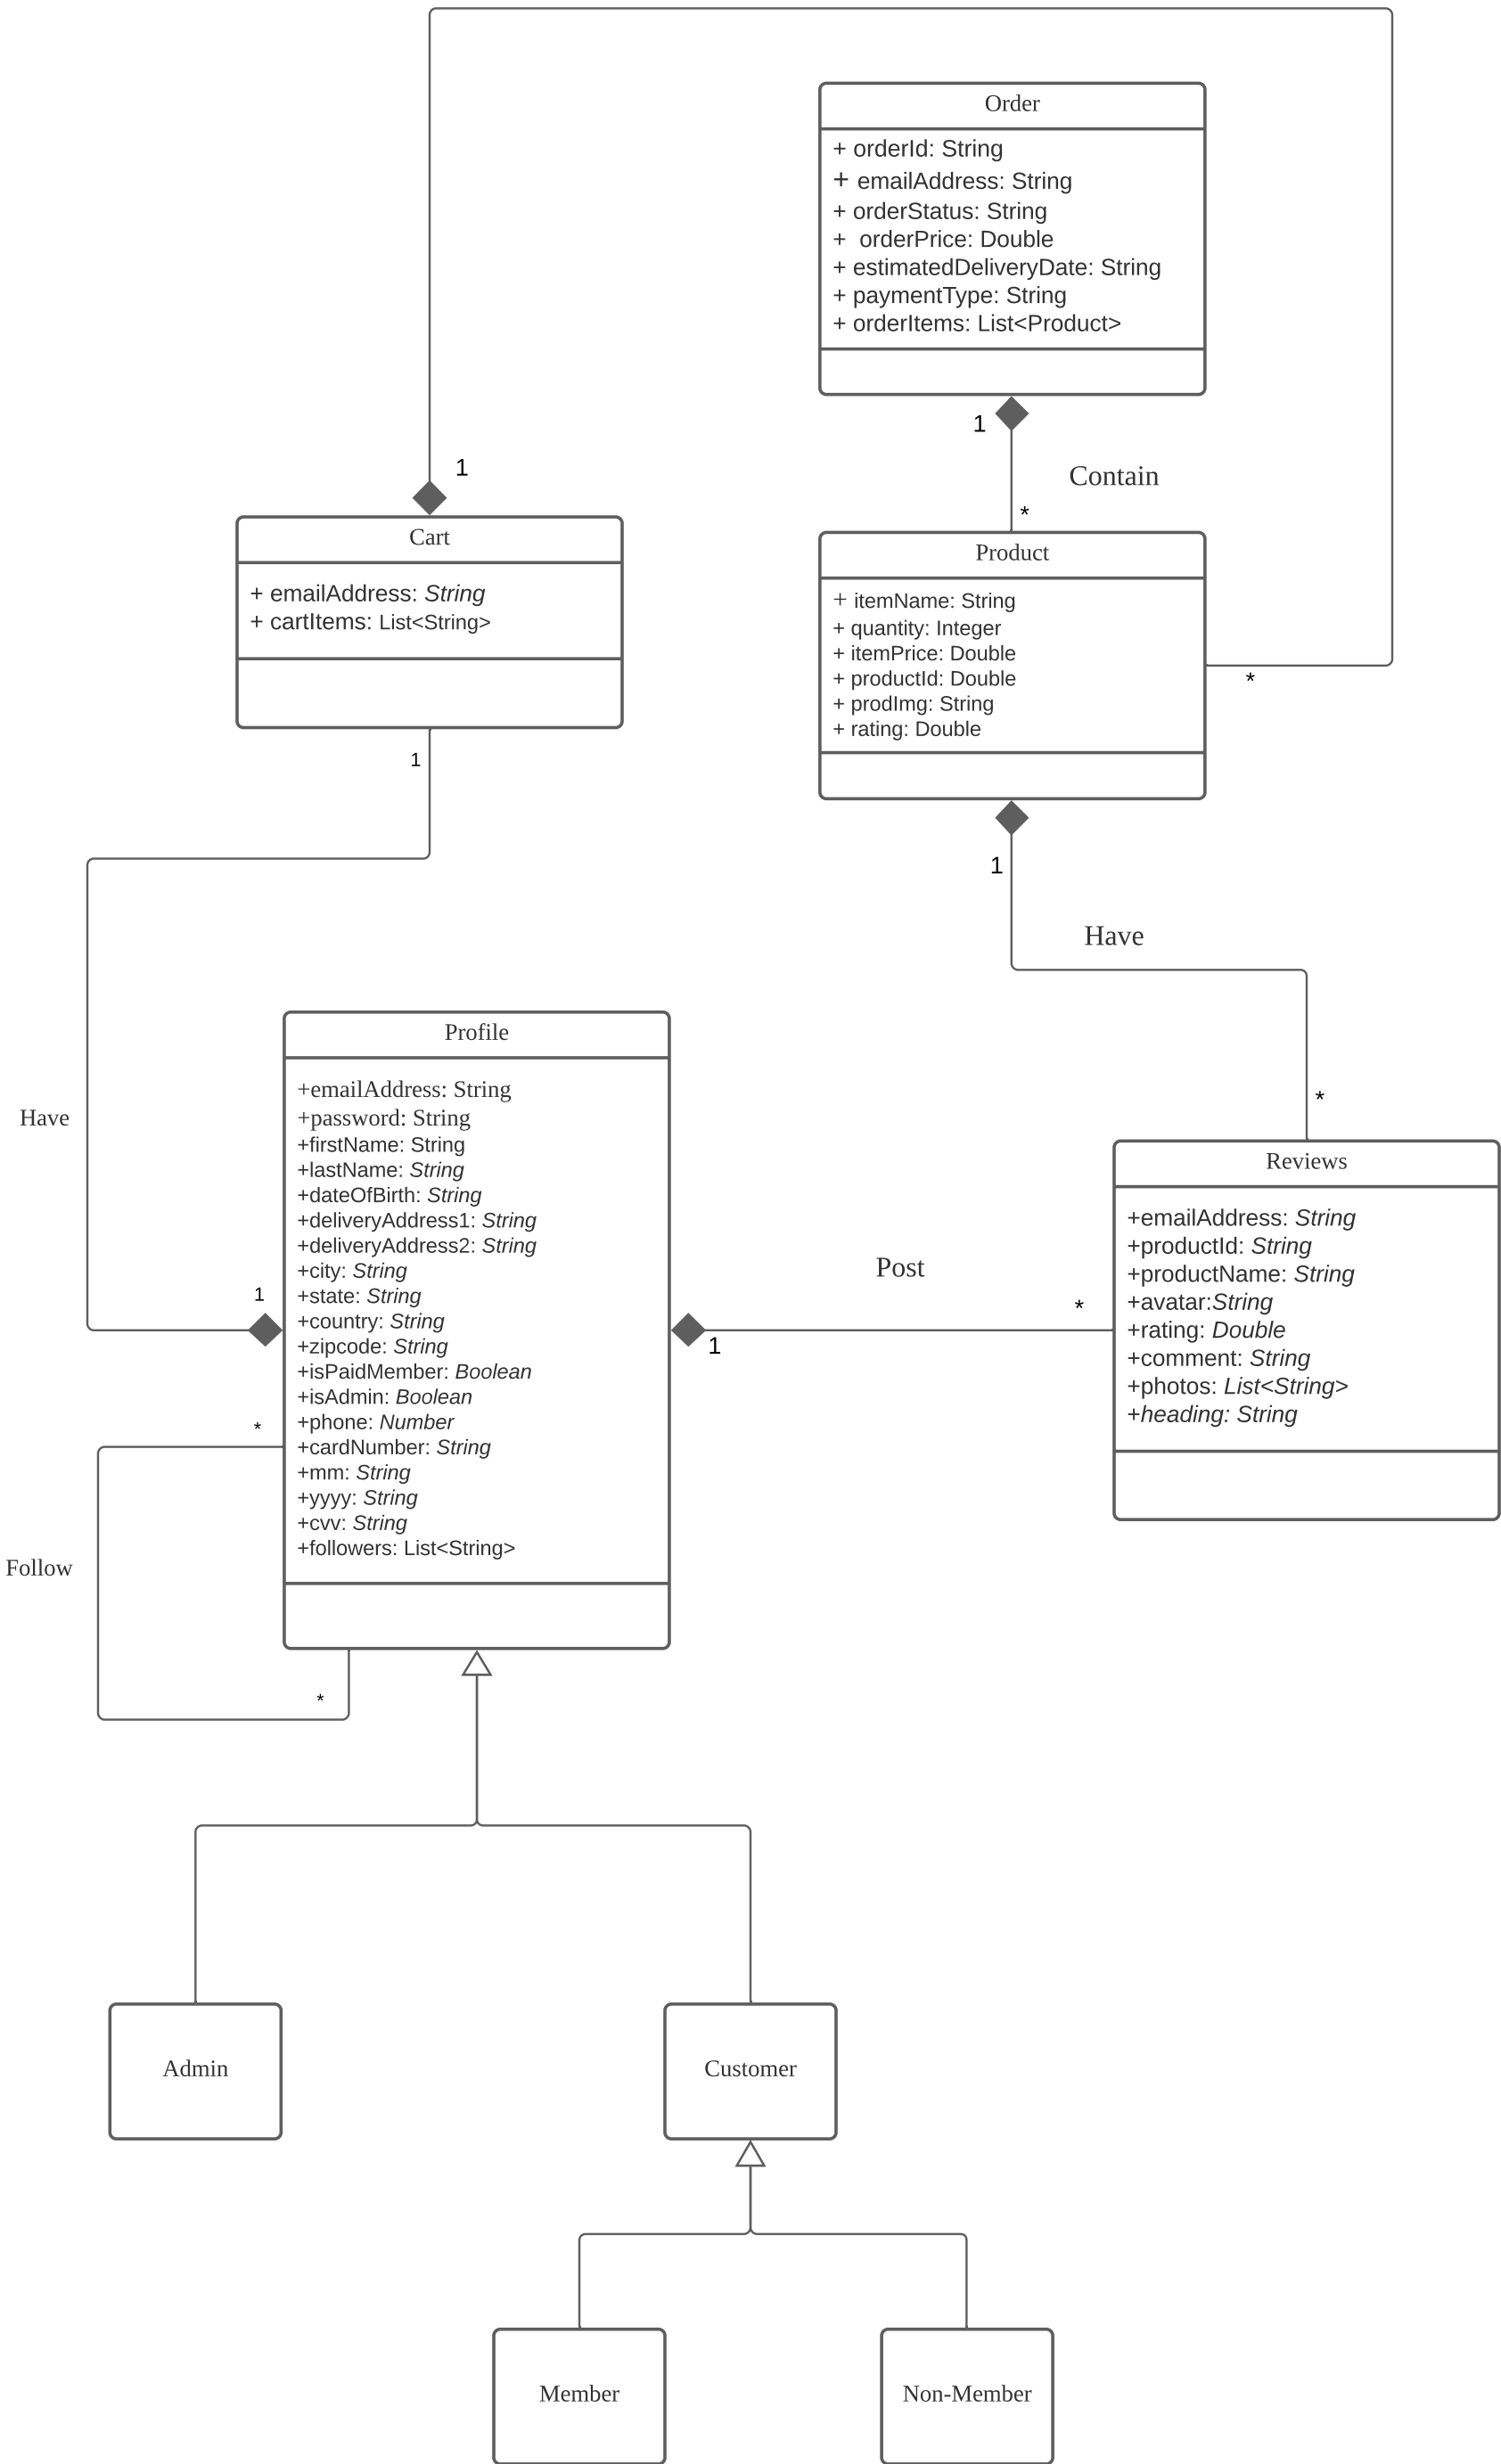 Order
+ orderId: String
+ emailAddress: String
+ orderStatus: String
+  orderPrice: Double
+ estimatedDeliveryDate: String
+ paymentType: String
+ orderItems: List<Product>
1
Contain
*
1
Cart
+ emailAddress: String
+ cartItems: List<String>
1
Product
+ itemName: String
+ quantity: Integer
+ itemPrice: Double
+ productId: Double
+ prodImg: String
+ rating: Double
*
1
Have
*
Profile
+emailAddress: String
+password: String
+firstName: String
+lastName: String
+dateOfBirth: String
+deliveryAddress1: String
+deliveryAddress2: String
+city: String
+state: String
+country: String
+zipcode: String
+isPaidMember: Boolean
+isAdmin: Boolean
+phone: Number
+cardNumber: String
+mm: String
+yyyy: String
+cvv: String
+followers: List<String>
Have
1
*
Follow
*
Post
1
*
Reviews
+emailAddress: String
+productId: String
+productName: String
+avatar:String
+rating: Double
+comment: String
+photos: List<String>
+heading: String
Admin
Customer
Member
Non-Member